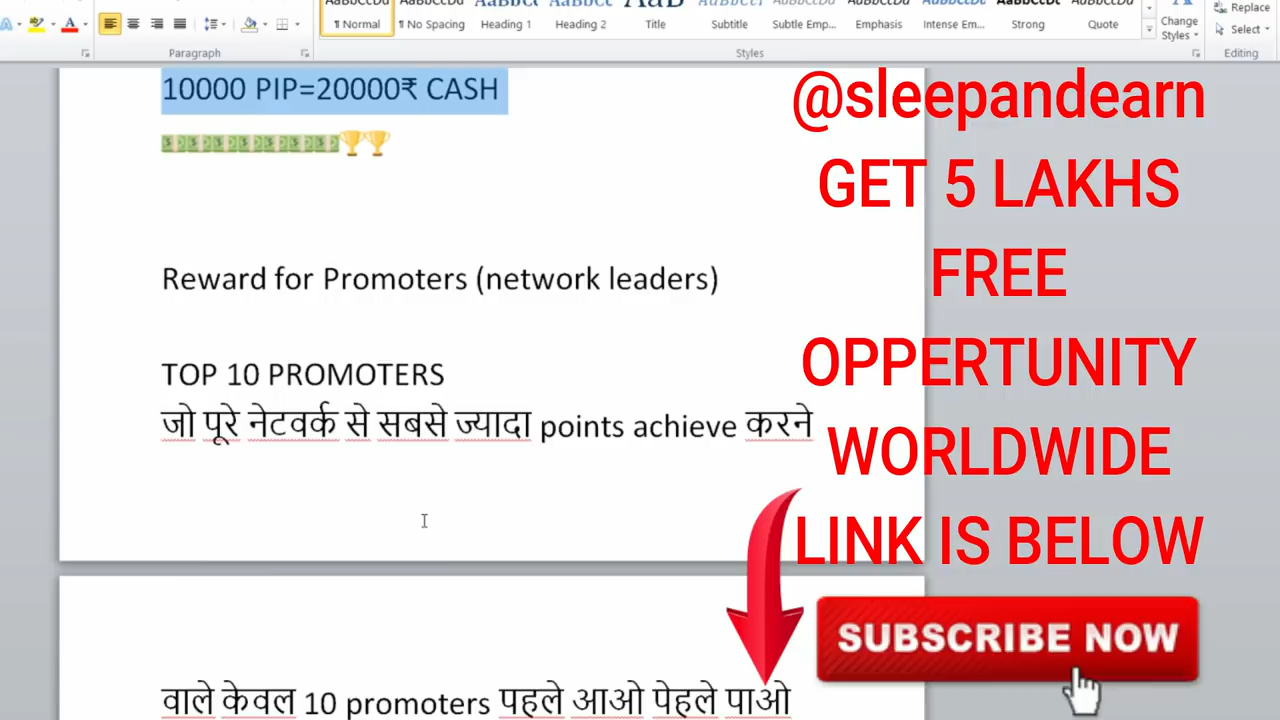 Replace
¶ Normal
¶ No Spacing
Heading 1
Heading 2
Title
Subtitle
Subtle Emp...
Emphasis
Intense Em...
Strong
Quote
Change
Styles
Select
Paragraph
Styles
Editing
10000 PIP=20000₹ CASH
Reward for Promoters (network leaders)
TOP 10 PROMOTERS
जो पूरे नेटवर्क से सबसे ज्यादा points achieve करने
वाले केवल 10 promoters पहले आओ पेहले पाओ
@sleepandearn
GET 5 LAKHS
FREE
OPPERTUNITY
WORLDWIDE
LINK IS BELOW
SUBSCRIBE NOW